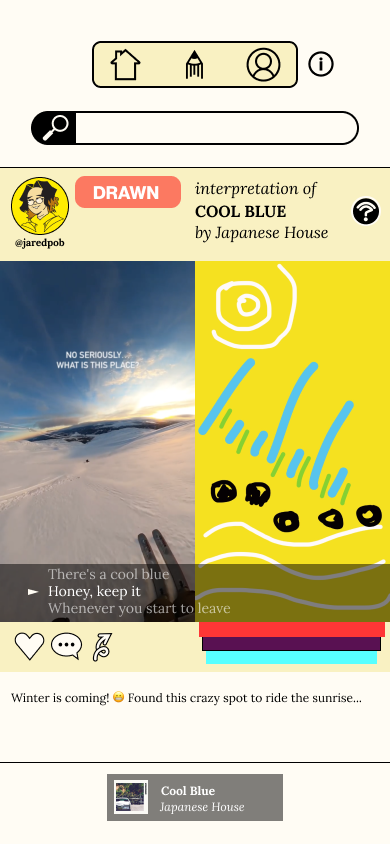 DRAWN
interpretation of
COOL BLUE
by Japanese House
@jaredpob
NO SERIOUSLY...
WHAT IS THIS PLACE?
There's a cool blue
Honey, keep it
Whenever you start to leave
Winter is coming! 😁 Found this crazy spot to ride the sunrise...
Cool Blue
Japanese House